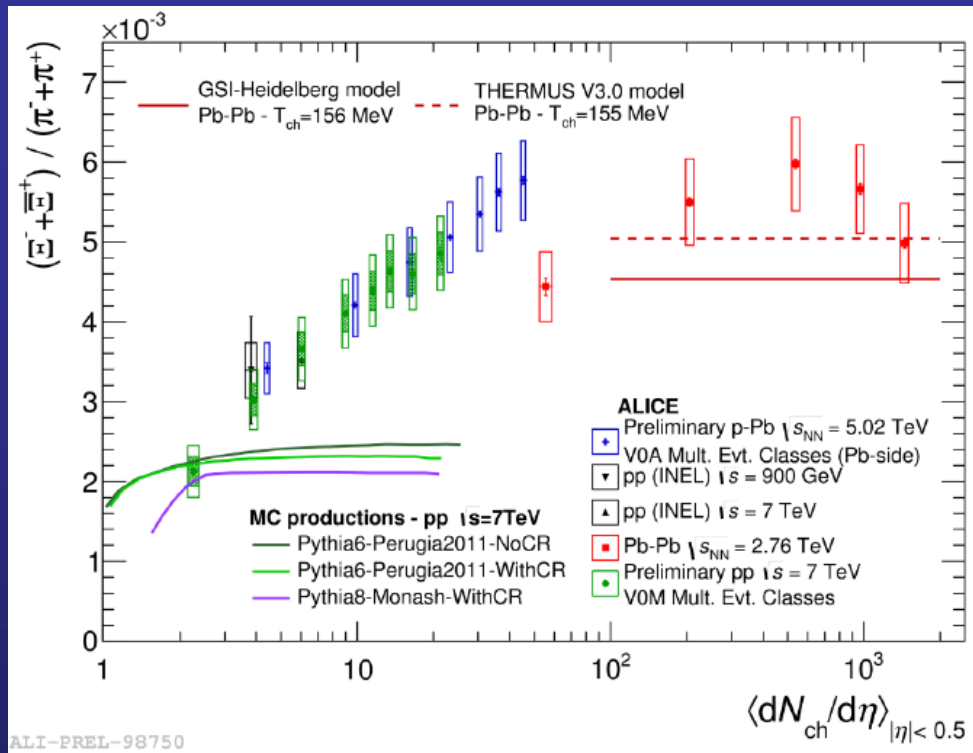 ×10⁻³
(Ξ⁻+Ξ̅⁺) / (π⁻+π⁺)
7
6
5
4
3
2
1
0
GSI-Heidelberg model
Pb-Pb - T_ch=156 MeV
THERMUS V3.0 model
Pb-Pb - T_ch=155 MeV
ALICE
Preliminary p-Pb √s_NN = 5.02 TeV
V0A Mult. Evt. Classes (Pb-side)
pp (INEL) √s = 900 GeV
pp (INEL) √s = 7 TeV
Pb-Pb √s_NN = 2.76 TeV
Preliminary pp √s = 7 TeV
V0M Mult. Evt. Classes
MC productions - pp √s=7TeV
Pythia6-Perugia2011-NoCR
Pythia6-Perugia2011-WithCR
Pythia8-Monash-WithCR
1 10 10² 10³
⟨dN_ch/dη⟩_|η|< 0.5
ALI-PREL-98750